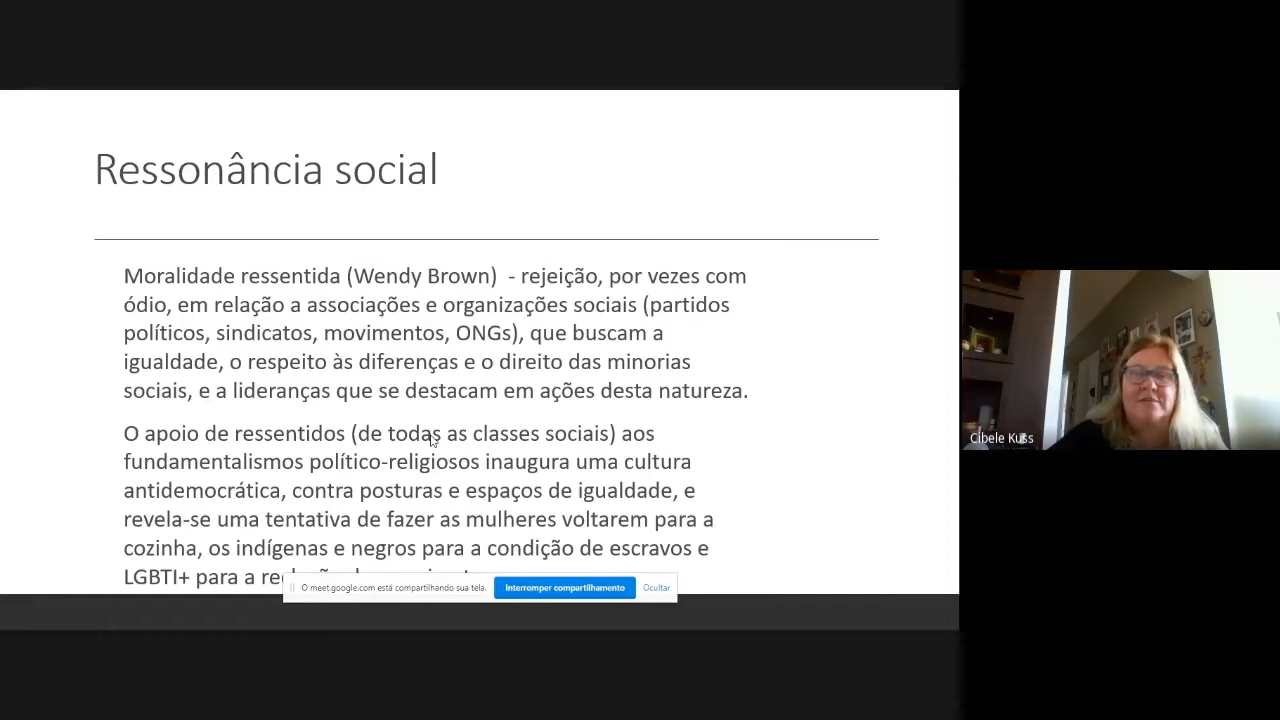 Ressonância social
Moralidade ressentida (Wendy Brown)  - rejeição, por vezes com
ódio, em relação a associações e organizações sociais (partidos
políticos, sindicatos, movimentos, ONGs), que buscam a
igualdade, o respeito às diferenças e o direito das minorias
sociais, e a lideranças que se destacam em ações desta natureza.
O apoio de ressentidos (de todas as classes sociais) aos
fundamentalismos político-religiosos inaugura uma cultura
antidemocrática, contra posturas e espaços de igualdade, e
revela-se uma tentativa de fazer as mulheres voltarem para a
cozinha, os indígenas e negros para a condição de escravos e
LGBTI+ para a
O meet.google.com está compartilhando sua tela.
Interromper compartilhamento
Ocultar
Cibele Kuss